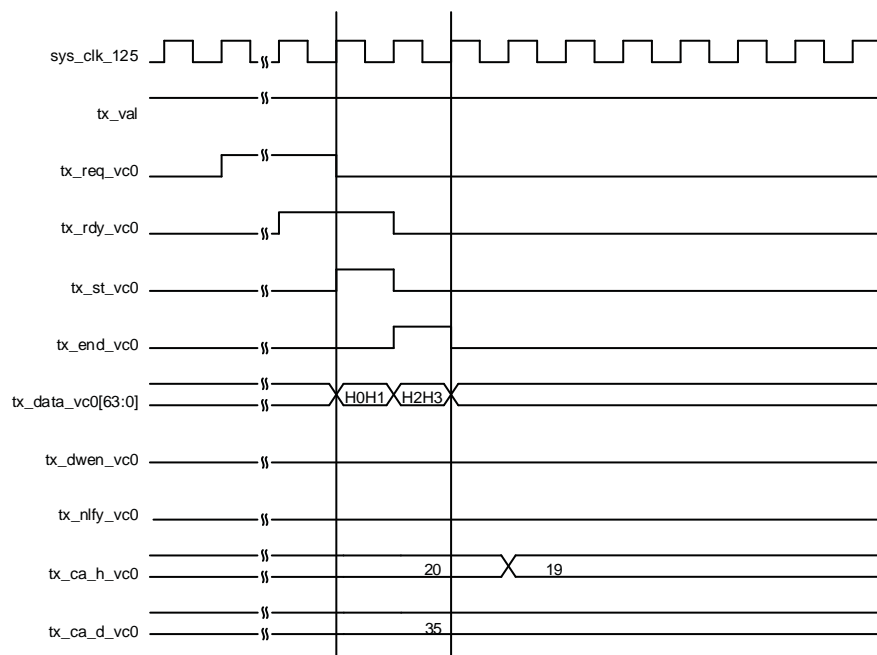 sys_clk_125
tx_val
tx_req_vc0
tx_rdy_vc0
tx_st_vc0
tx_end_vc0
tx_data_vc0[63:0] H0H1 H2H3
tx_dwen_vc0
tx_nlfy_vc0
tx_ca_h_vc0 20 19
tx_ca_d_vc0 35